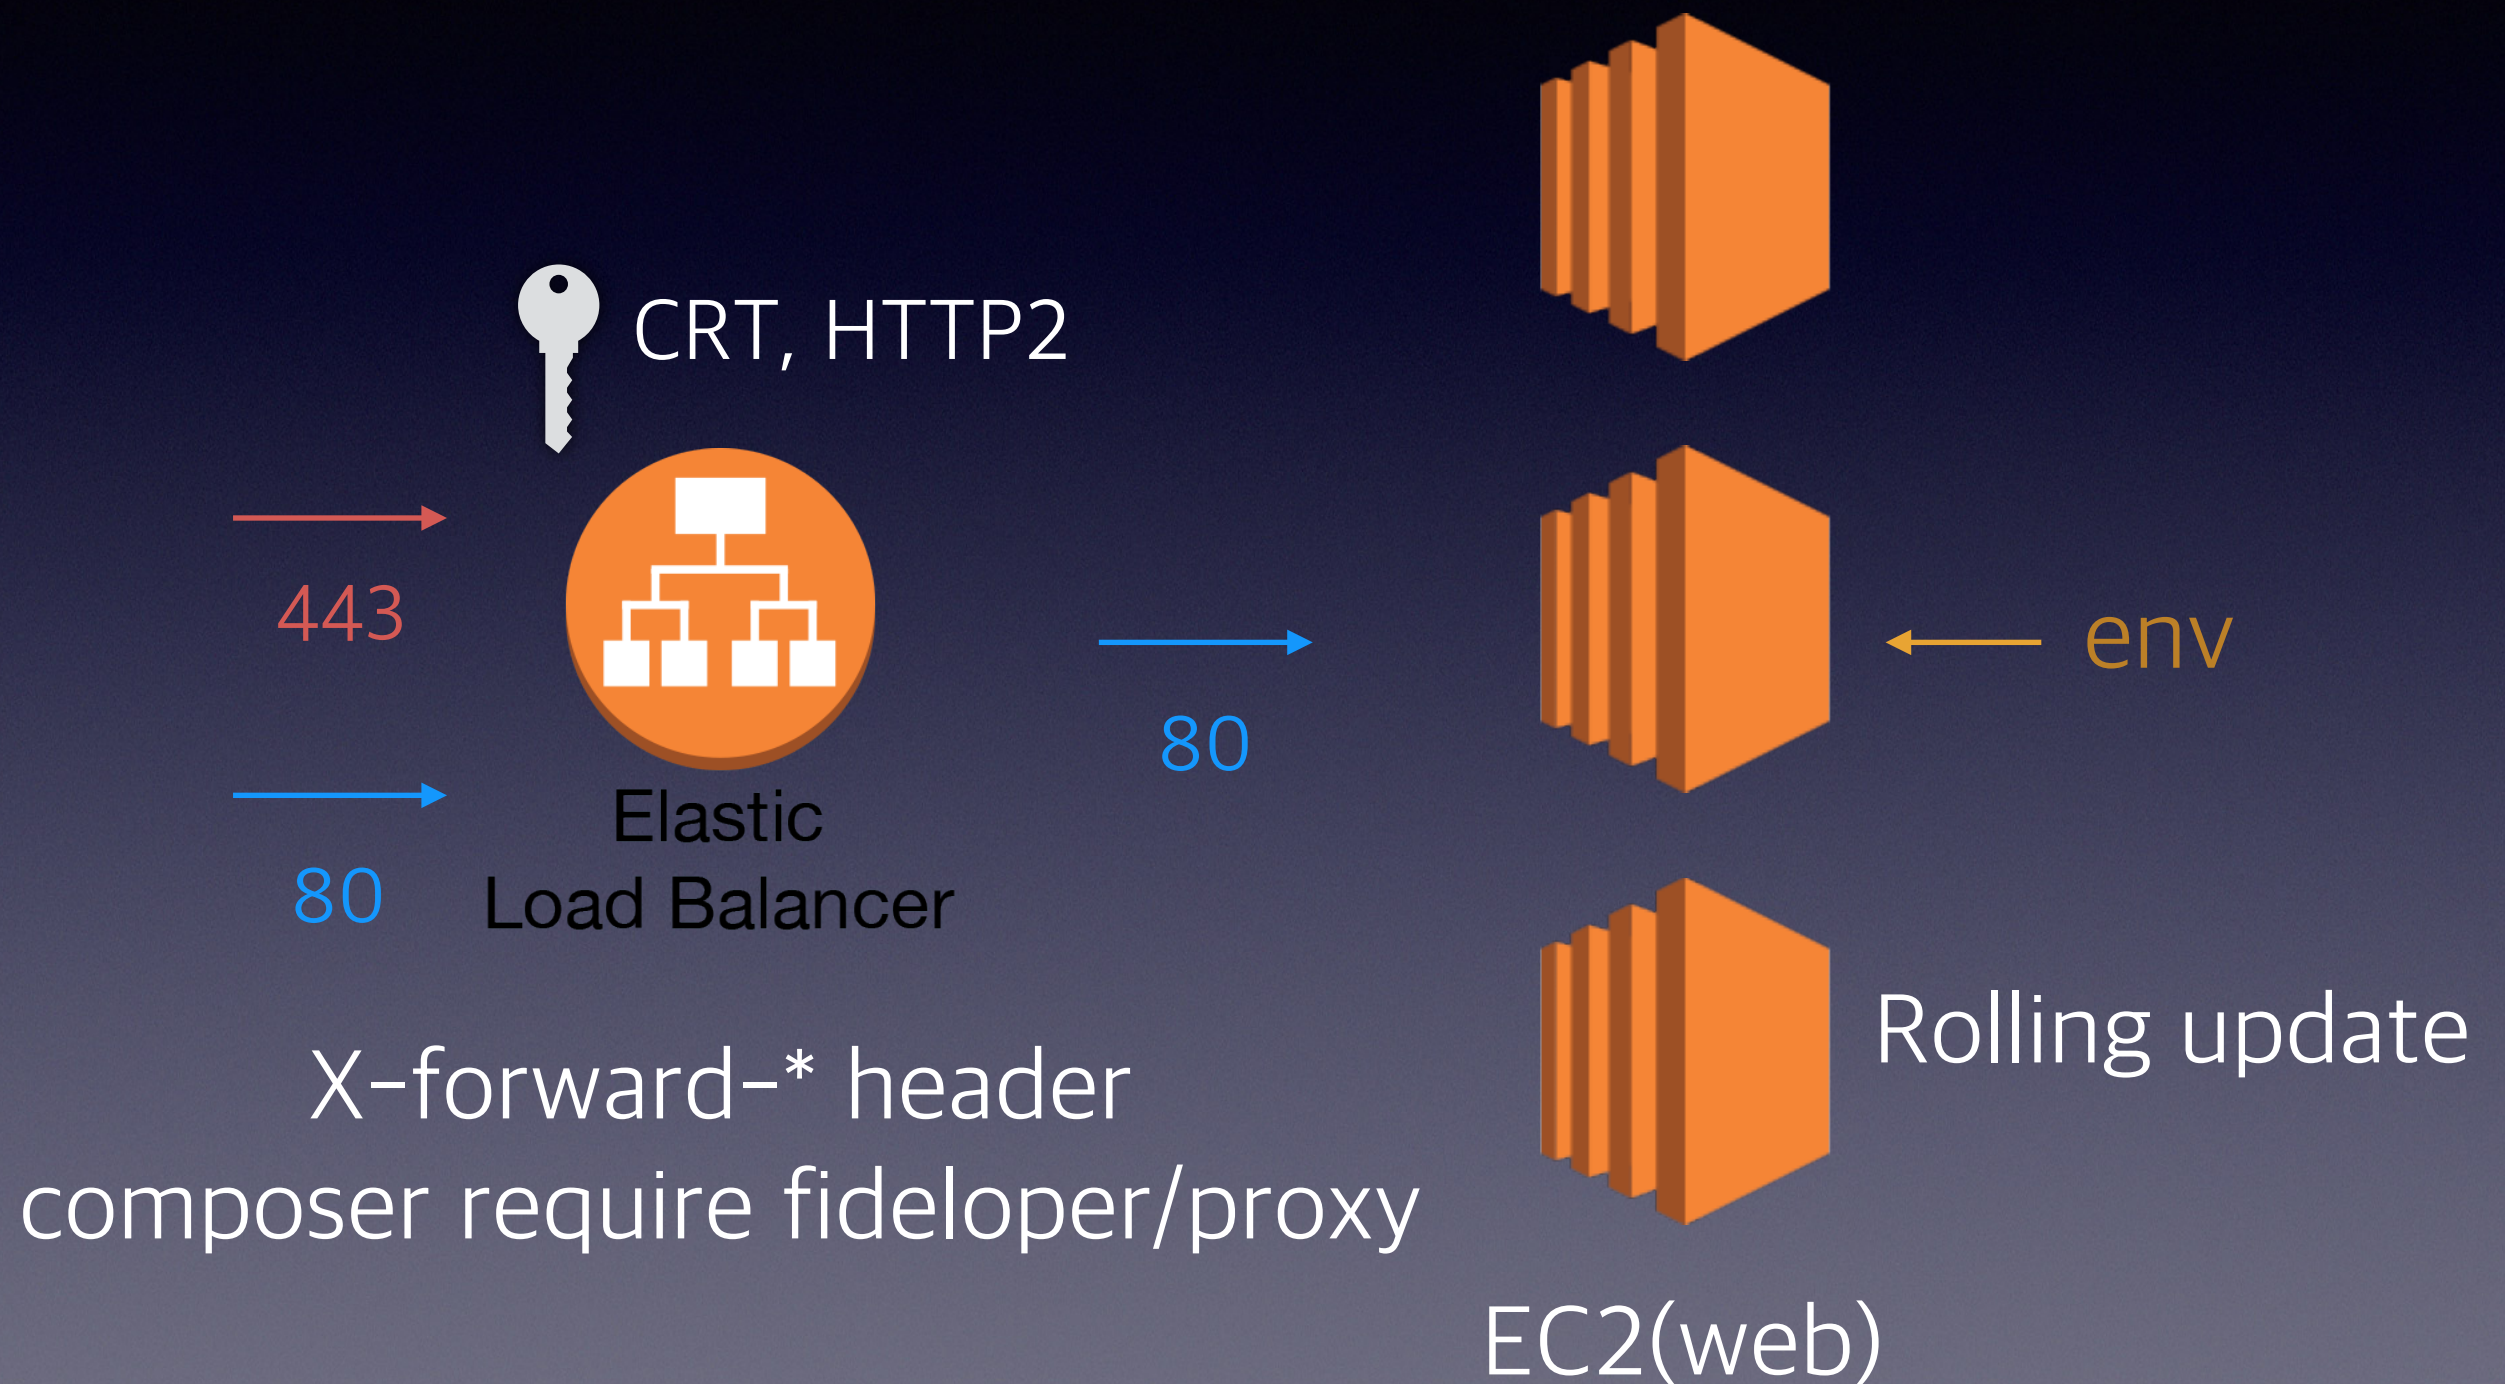 CRT, HTTP2
443
80
Elastic
Load Balancer
80
env
Rolling update
X-forward-* header
composer require fideloper/proxy
EC2(web)